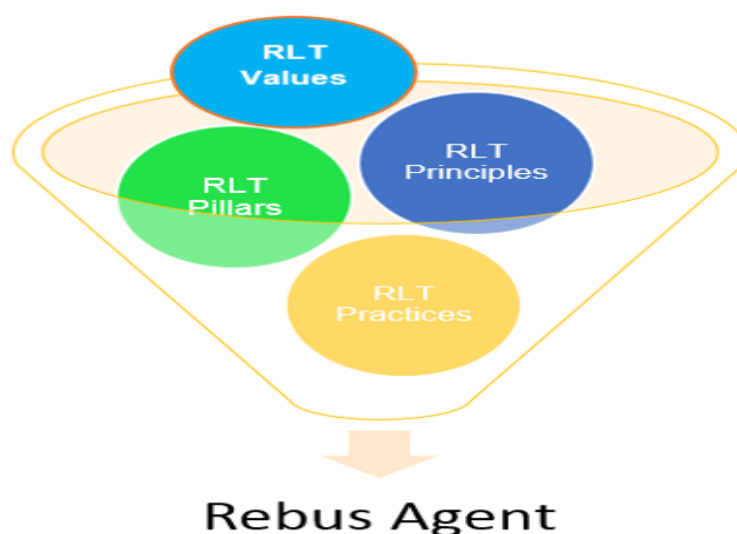 RLT
Values
RLT
Principles
RLT
Pillars
RLT
Practices
Rebus Agent